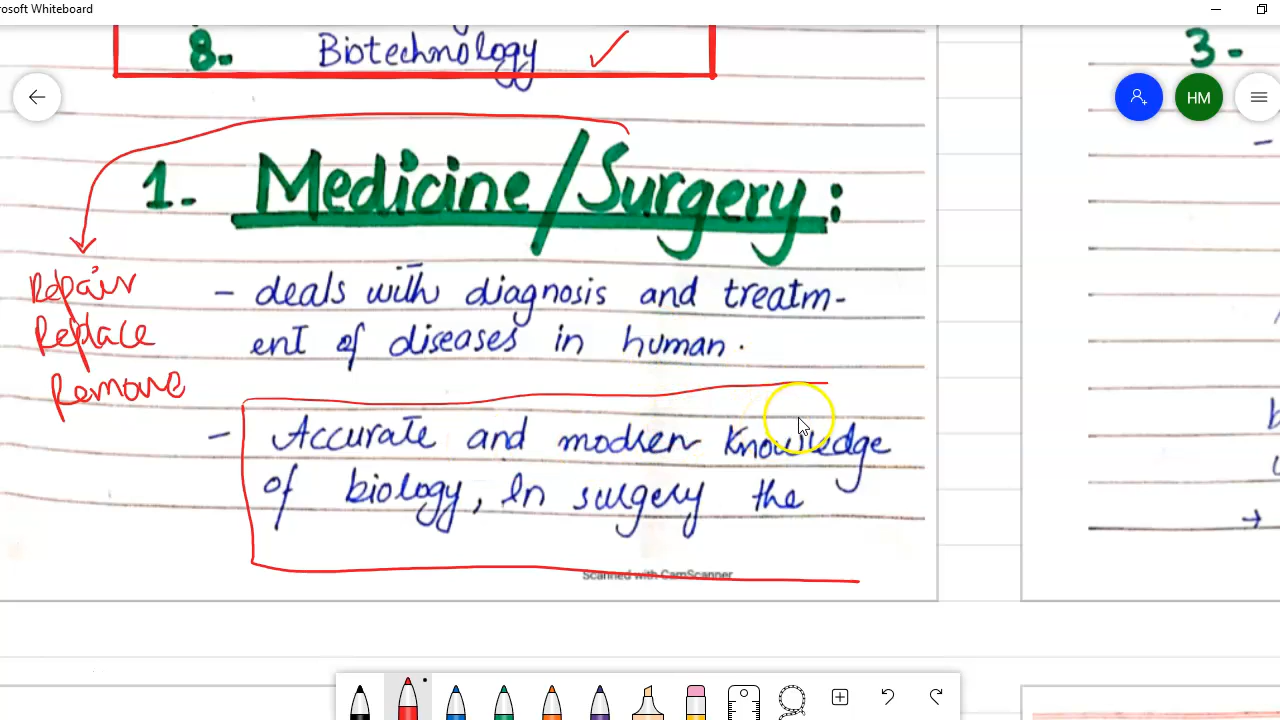 osoft Whiteboard
8. Biotechnology
3-
HM
1. Medicine/Surgery:
- deals with diagnosis and treatm-
ent of diseases in human.
Repair
Replace
Remove
- Accurate and modren knowledge
of biology, In surgery the
Scanned with CamScanner